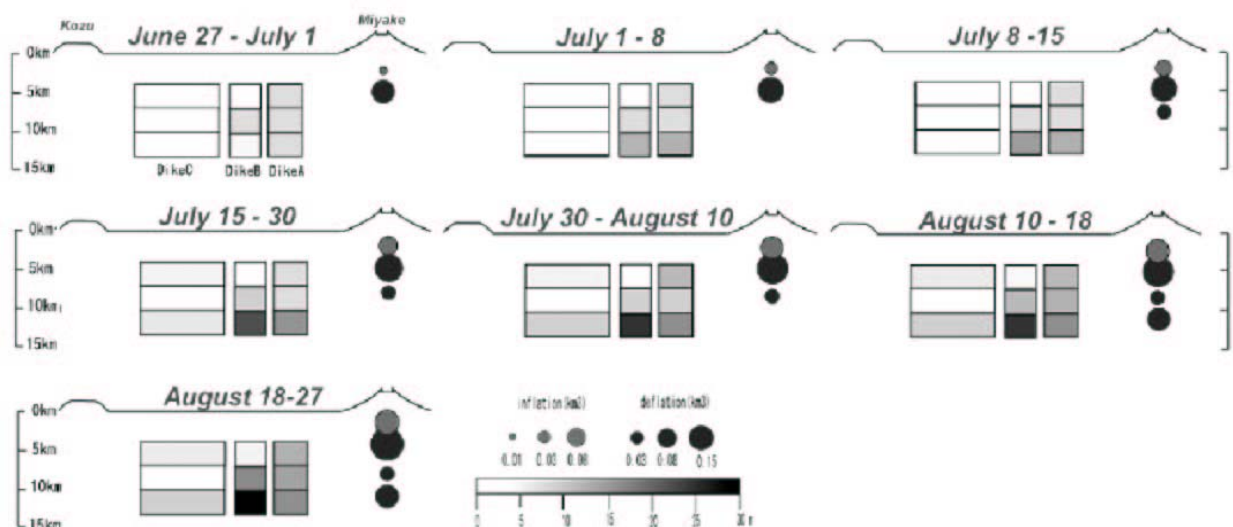 Kozu
Miyake
June 27 - July 1
July 1 - 8
July 8 -15
0km
5km
10km
15km
DikeC DikeB DikeA
July 15 - 30
July 30 - August 10
August 10 - 18
0km
5km
10km
15km
August 18-27
0km
5km
10km
15km
inflation(km3) deflation(km3)
0.01 0.03 0.06 0.03 0.08 0.15
0 5 10 15 20 25 30 m